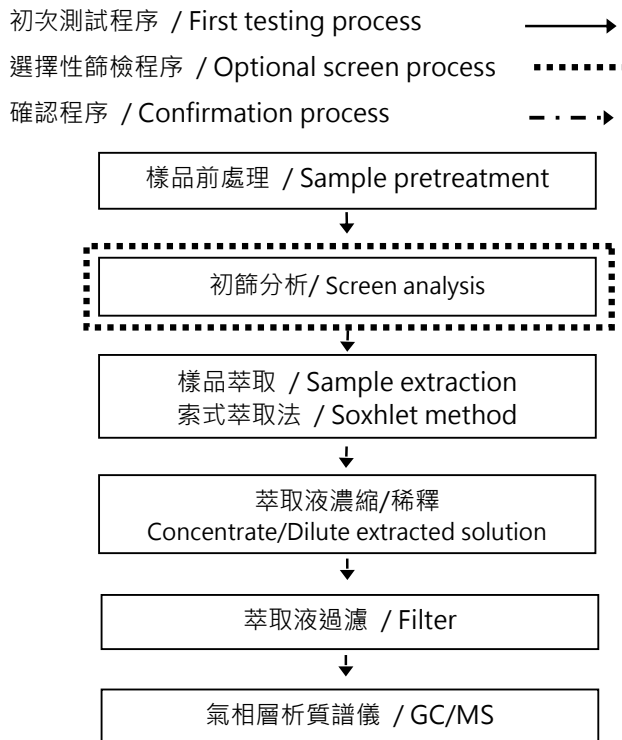 初次測試程序 / First testing process
選擇性篩檢程序 / Optional screen process
確認程序 / Confirmation process
樣品前處理 / Sample pretreatment
初篩分析/ Screen analysis
樣品萃取 / Sample extraction
索式萃取法 / Soxhlet method
萃取液濃縮/稀釋
Concentrate/Dilute extracted solution
萃取液過濾 / Filter
氣相層析質譜儀 / GC/MS